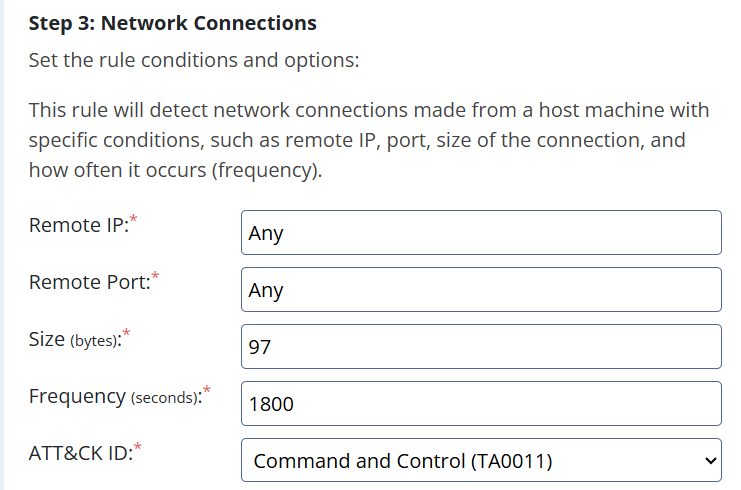 Step 3: Network Connections
Set the rule conditions and options:
This rule will detect network connections made from a host machine with
specific conditions, such as remote IP, port, size of the connection, and
how often it occurs (frequency).
Remote IP:* Any
Remote Port:* Any
Size (bytes):* 97
Frequency (seconds):* 1800
ATT&CK ID:* Command and Control (TA0011)